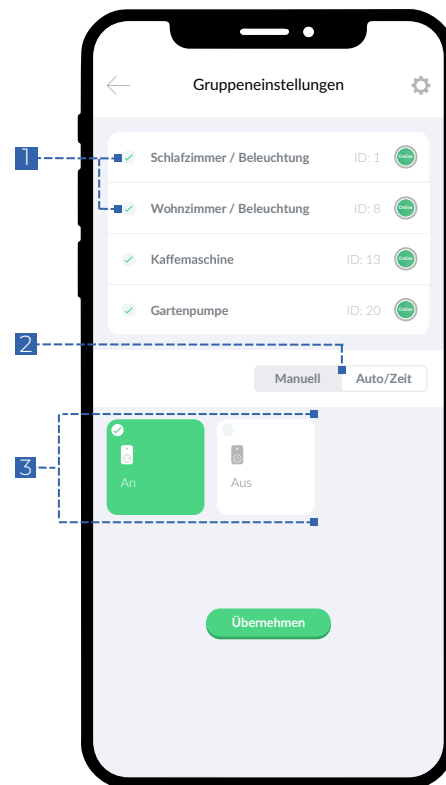 Gruppeneinstellungen
1
Schlafzimmer / Beleuchtung ID: 1 Online
Wohnzimmer / Beleuchtung ID: 8 Online
Kaffemaschine ID: 13 Online
Gartenpumpe ID: 20 Online
2
Manuell Auto/Zeit
3
An Aus
Übernehmen